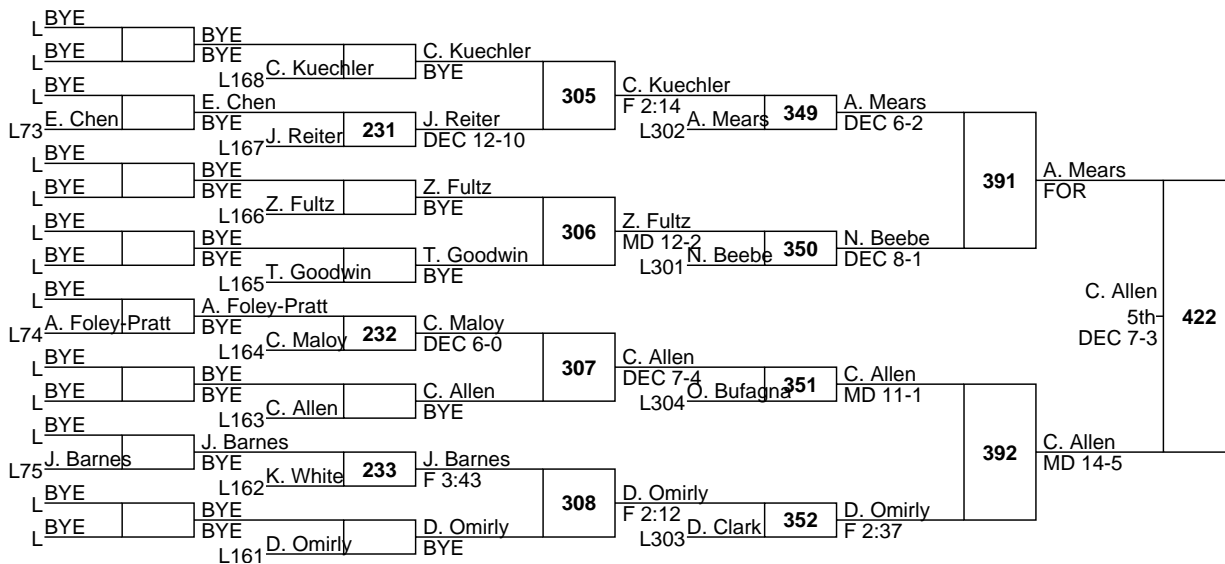 BYE
L
BYE
L
BYE
BYE
L168 C. Kuechler
C. Kuechler
BYE
BYE
L
L73 E. Chen
E. Chen
BYE
L167 J. Reiter
231
J. Reiter
DEC 12-10
305
C. Kuechler
F 2:14
L302 A. Mears
349
A. Mears
DEC 6-2
BYE
L
BYE
L
BYE
BYE
L166 Z. Fultz
Z. Fultz
BYE
BYE
L
BYE
L
BYE
BYE
L165 T. Goodwin
T. Goodwin
BYE
306
Z. Fultz
MD 12-2
L301 N. Beebe
350
N. Beebe
DEC 8-1
391
A. Mears
FOR
BYE
L
L74 A. Foley-Pratt
A. Foley-Pratt
BYE
L164 C. Maloy
232
C. Maloy
DEC 6-0
BYE
L
BYE
L
BYE
BYE
L163 C. Allen
C. Allen
BYE
307
C. Allen
DEC 7-4
L304 O. Bufagna
351
C. Allen
MD 11-1
BYE
L
L75 J. Barnes
J. Barnes
BYE
L162 K. White
233
J. Barnes
F 3:43
BYE
L
BYE
L
BYE
BYE
L161 D. Omirly
D. Omirly
BYE
308
D. Omirly
F 2:12
L303 D. Clark
352
D. Omirly
F 2:37
392
C. Allen
MD 14-5
C. Allen
5th
DEC 7-3
422